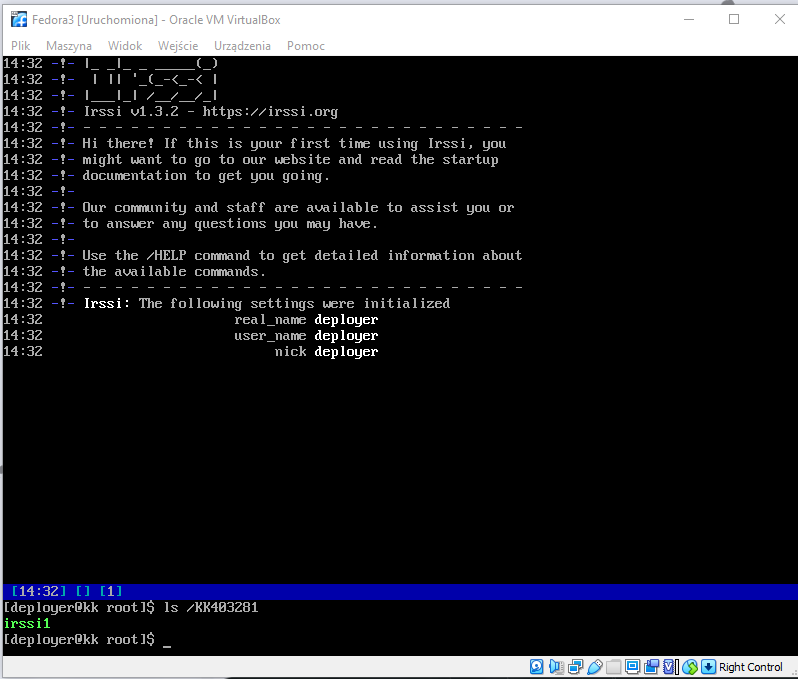 Fedora3 [Uruchomiona] - Oracle VM VirtualBox
Plik Maszyna Widok Wejście Urządzenia Pomoc
14:32 -!- |_ _|_ _ _____(_)
14:32 -!-  | || '_(_-<_-< |
14:32 -!- |___|_| /__/__/_|
14:32 -!- Irssi v1.3.2 - https://irssi.org
14:32 -!- - - - - - - - - - - - - - - - - - - - - - - - - - - - -
14:32 -!- Hi there! If this is your first time using Irssi, you
14:32 -!- might want to go to our website and read the startup
14:32 -!- documentation to get you going.
14:32 -!-
14:32 -!- Our community and staff are available to assist you or
14:32 -!- to answer any questions you may have.
14:32 -!-
14:32 -!- Use the /HELP command to get detailed information about
14:32 -!- the available commands.
14:32 -!- - - - - - - - - - - - - - - - - - - - - - - - - - - - -
14:32 -!- Irssi: The following settings were initialized
14:32 real_name deployer
14:32 user_name deployer
14:32 nick deployer
[14:32] [] [1]
[deployer@kk root]$ ls /KK403281
irssi1
[deployer@kk root]$ _
Right Control